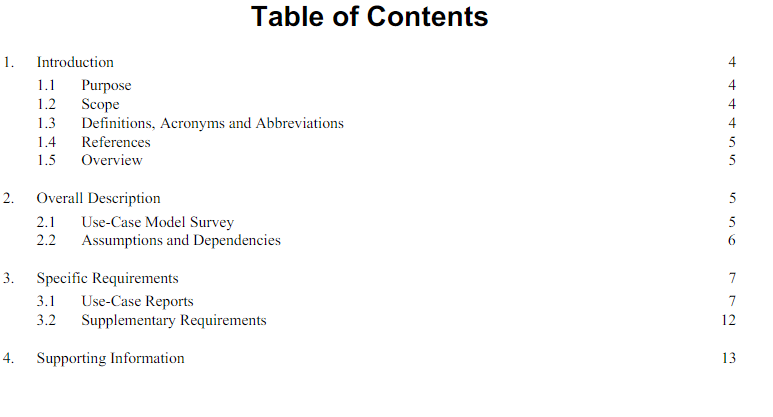 Table of Contents
1. Introduction 4
1.1 Purpose 4
1.2 Scope 4
1.3 Definitions, Acronyms and Abbreviations 4
1.4 References 5
1.5 Overview 5
2. Overall Description 5
2.1 Use-Case Model Survey 5
2.2 Assumptions and Dependencies 6
3. Specific Requirements 7
3.1 Use-Case Reports 7
3.2 Supplementary Requirements 12
4. Supporting Information 13